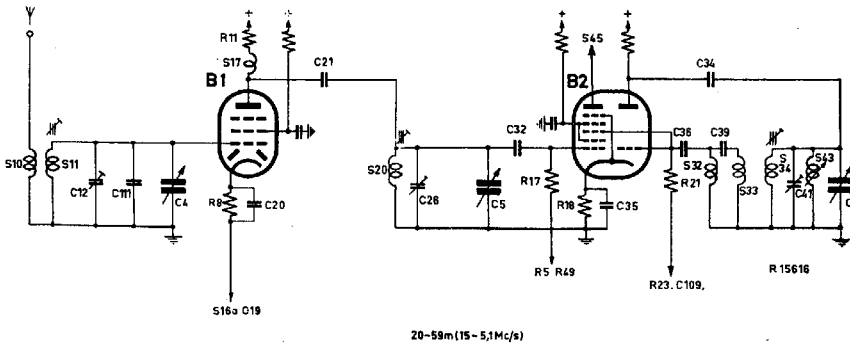 + + + +
R11
S17
B1
C21
S45
B2
C34
S10
S11
C12
C111
C4
R8
C20
S20
C26
C5
C32
R17
R18
C35
C36
C39
R21
S32
S33
S34
C41
S43
C
S16a C19
R5 R49
R23. C109,
R15616
20-59m (15-5,1Mc/s)